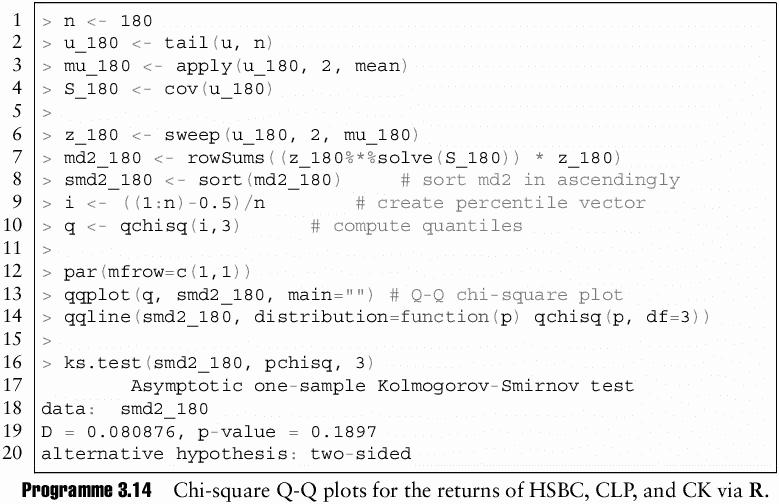 1 > n <- 180
2 > u_180 <- tail(u, n)
3 > mu_180 <- apply(u_180, 2, mean)
4 > S_180 <- cov(u_180)
5 >
6 > z_180 <- sweep(u_180, 2, mu_180)
7 > md2_180 <- rowSums((z_180%*%solve(S_180)) * z_180)
8 > smd2_180 <- sort(md2_180) # sort md2 in ascendingly
9 > i <- ((1:n)-0.5)/n # create percentile vector
10 > q <- qchisq(i,3) # compute quantiles
11 >
12 > par(mfrow=c(1,1))
13 > qqplot(q, smd2_180, main="") # Q-Q chi-square plot
14 > qqline(smd2_180, distribution=function(p) qchisq(p, df=3))
15 >
16 > ks.test(smd2_180, pchisq, 3)
17 Asymptotic one-sample Kolmogorov-Smirnov test
18 data: smd2_180
19 D = 0.080876, p-value = 0.1897
20 alternative hypothesis: two-sided
Programme 3.14 Chi-square Q-Q plots for the returns of HSBC, CLP, and CK via R.